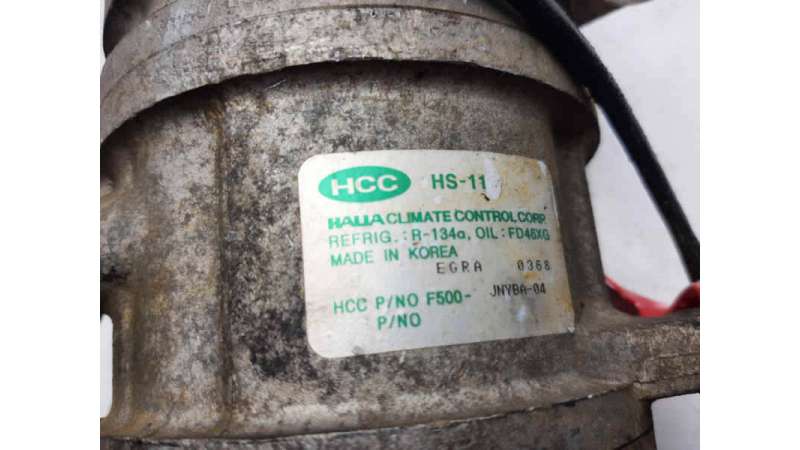 HCC HS-11
HALLA CLIMATE CONTROL CORP.
REFRIG.: R-134a, OIL: FD46XG
MADE IN KOREA
EGRA 0368
HCC P/NO F500- JNYBA-04
P/NO